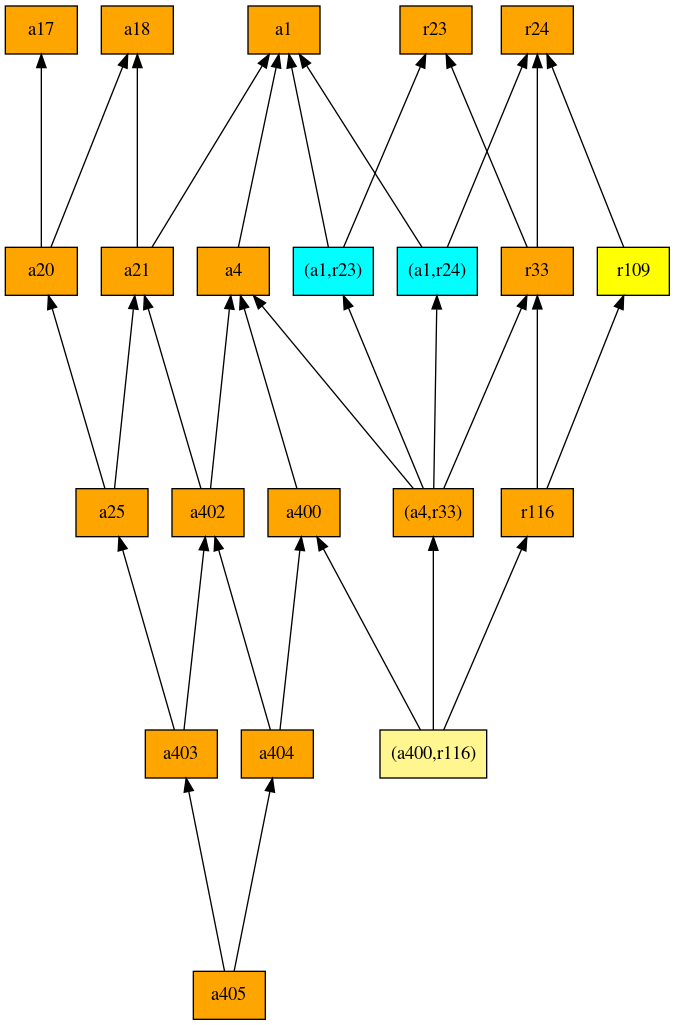 a17
a18
a1
r23
r24
a20
a21
a4
(a1,r23)
(a1,r24)
r33
r109
a25
a402
a400
(a4,r33)
r116
a403
a404
(a400,r116)
a405